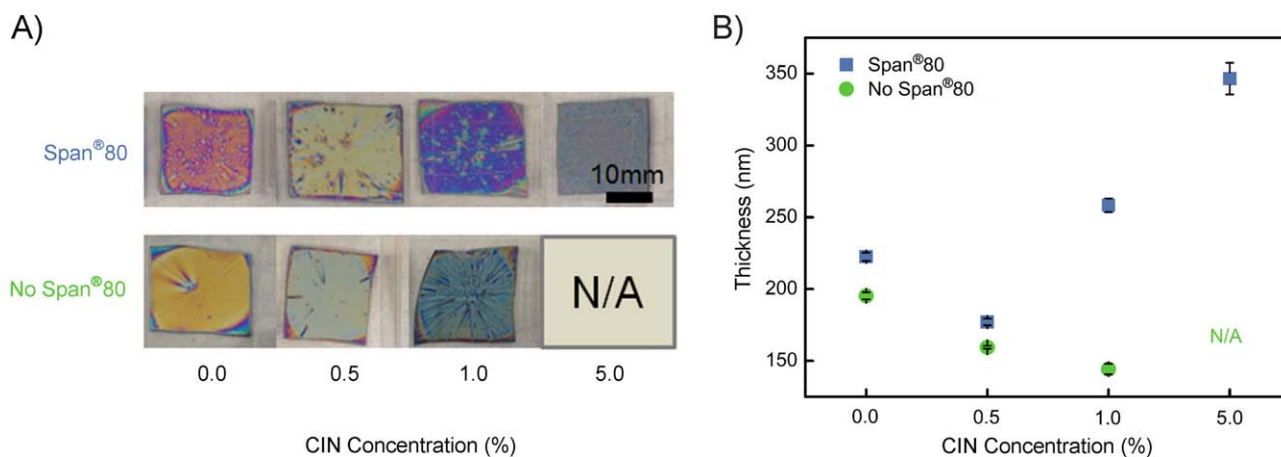 A)
Span®80
10mm
No Span®80
N/A
0.0 0.5 1.0 5.0
CIN Concentration (%)
B)
Span®80
No Span®80
350
300
250
200
150
Thickness (nm)
N/A
0.0 0.5 1.0 5.0
CIN Concentration (%)